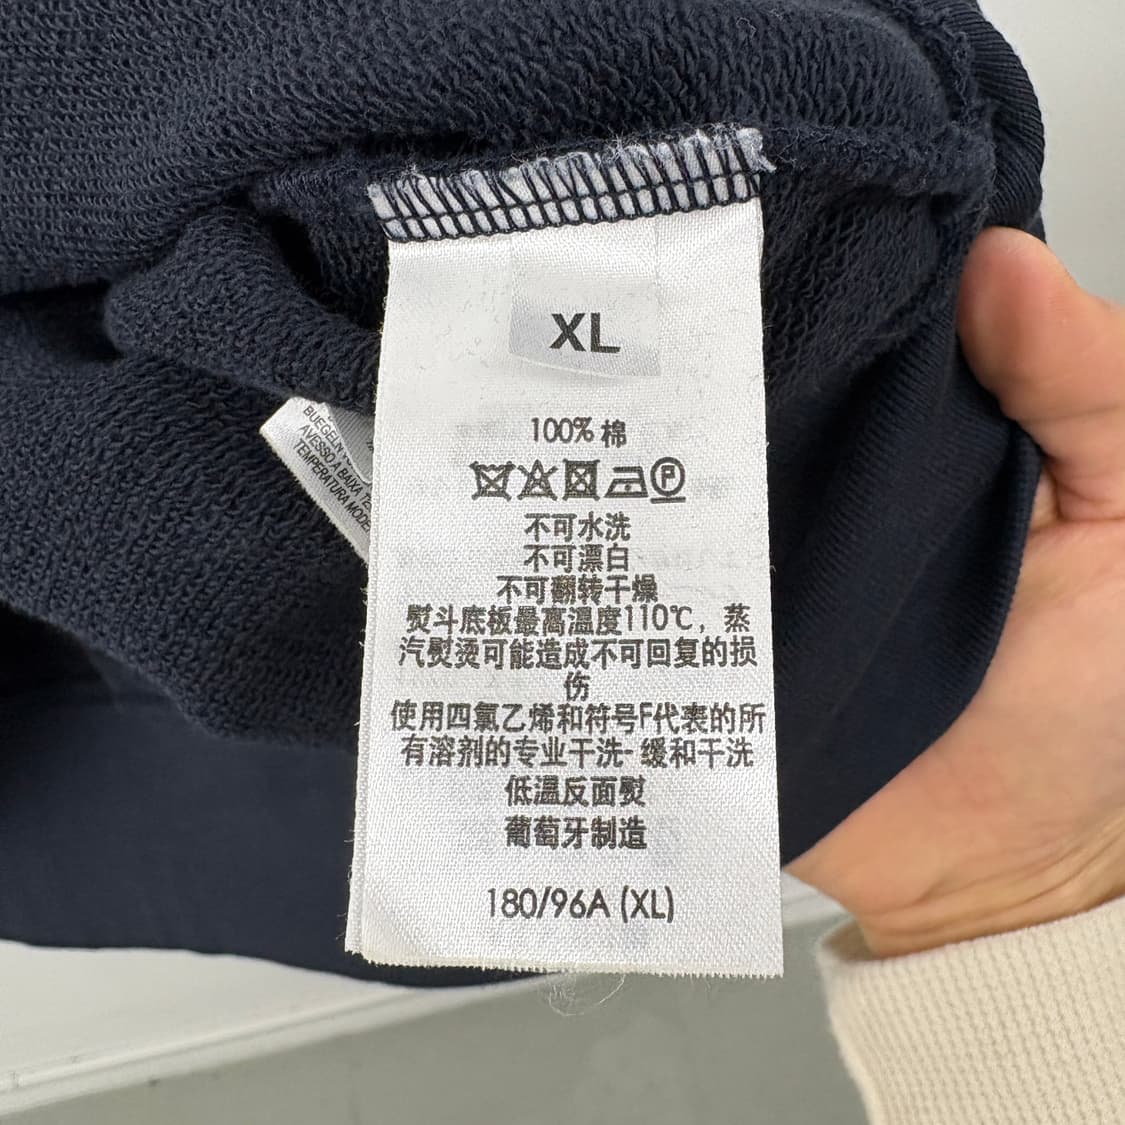 XL
100% 棉
不可水洗
不可漂白
不可翻转干燥
熨斗底板最高温度110℃，蒸
汽熨烫可能造成不可回复的损
伤
使用四氯乙烯和符号F代表的所
有溶剂的专业干洗- 缓和干洗
低温反面熨
葡萄牙制造
180/96A (XL)
BUEGELN
AVESSO A BAIXA
TEMPERATURA